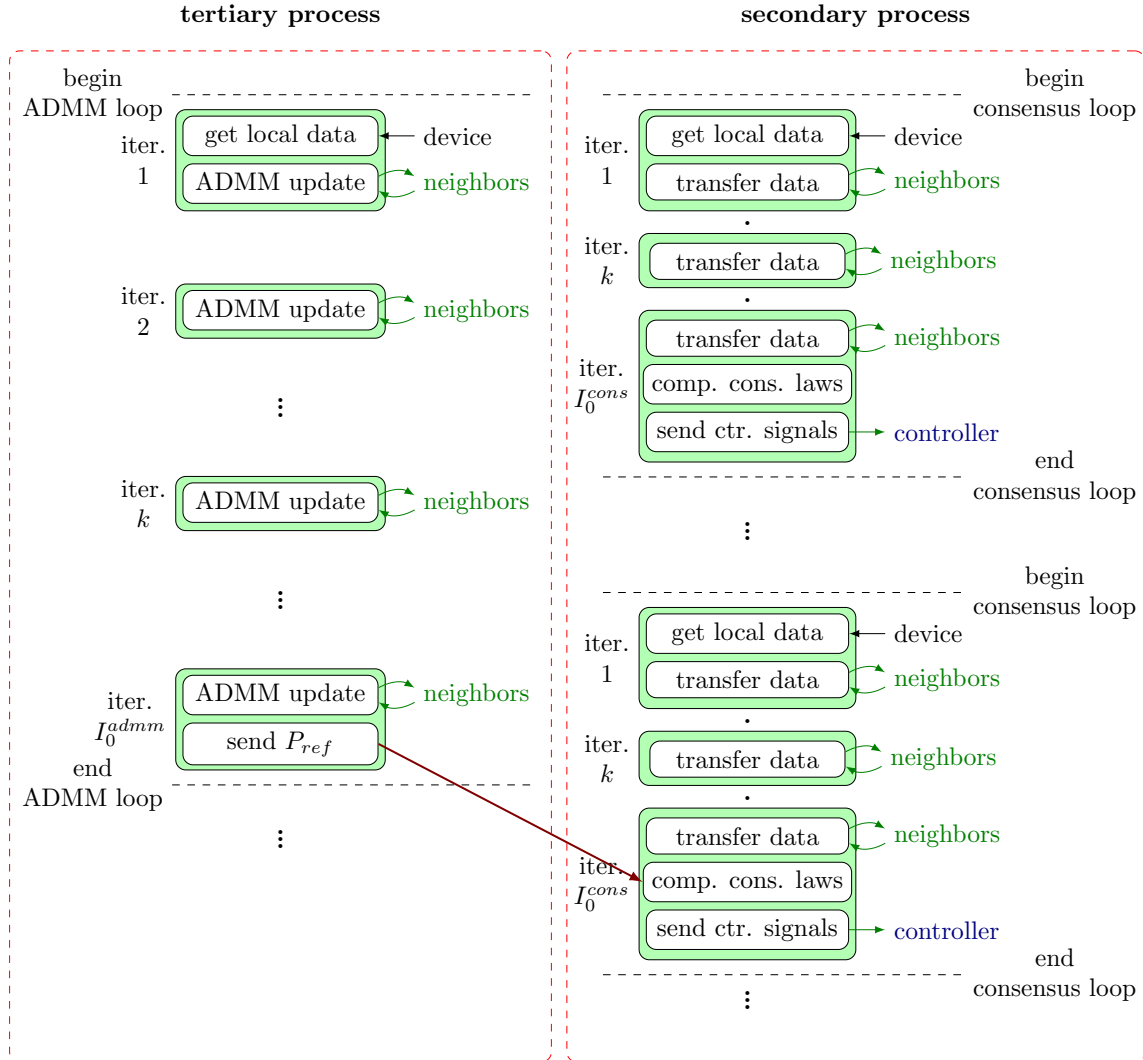 tertiary process
begin
ADMM loop
iter.
1
get local data
device
ADMM update
neighbors
iter.
2
ADMM update
neighbors
⋮
iter.
k
ADMM update
neighbors
⋮
iter.
I_0^{admm}
ADMM update
neighbors
send P_{ref}
end
ADMM loop
⋮
secondary process
begin
consensus loop
iter.
1
get local data
device
transfer data
neighbors
.
iter.
k
transfer data
neighbors
.
iter.
I_0^{cons}
transfer data
neighbors
comp. cons. laws
send ctr. signals
controller
end
consensus loop
⋮
begin
consensus loop
iter.
1
get local data
device
transfer data
neighbors
.
iter.
k
transfer data
neighbors
.
iter.
I_0^{cons}
transfer data
neighbors
comp. cons. laws
send ctr. signals
controller
end
consensus loop
⋮